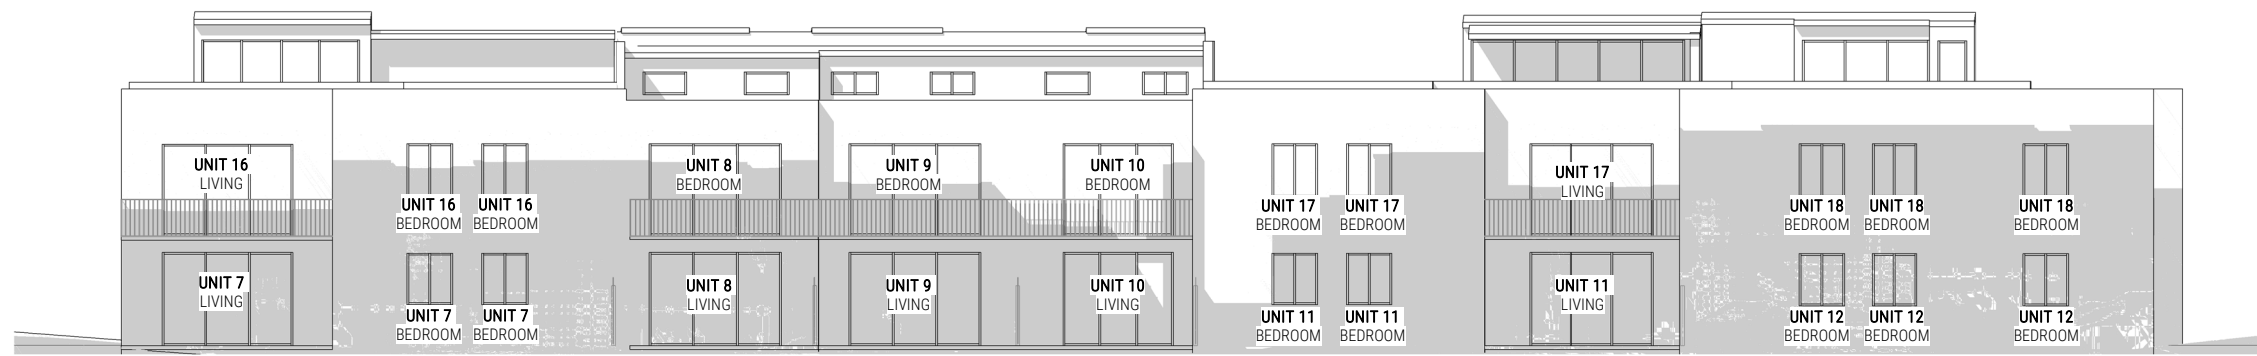 UNIT 16
LIVING
UNIT 8
BEDROOM
UNIT 9
BEDROOM
UNIT 10
BEDROOM
UNIT 17
LIVING
UNIT 16
BEDROOM
UNIT 16
BEDROOM
UNIT 17
BEDROOM
UNIT 17
BEDROOM
UNIT 18
BEDROOM
UNIT 18
BEDROOM
UNIT 18
BEDROOM
UNIT 7
LIVING
UNIT 8
LIVING
UNIT 9
LIVING
UNIT 10
LIVING
UNIT 11
LIVING
UNIT 7
BEDROOM
UNIT 7
BEDROOM
UNIT 11
BEDROOM
UNIT 11
BEDROOM
UNIT 12
BEDROOM
UNIT 12
BEDROOM
UNIT 12
BEDROOM